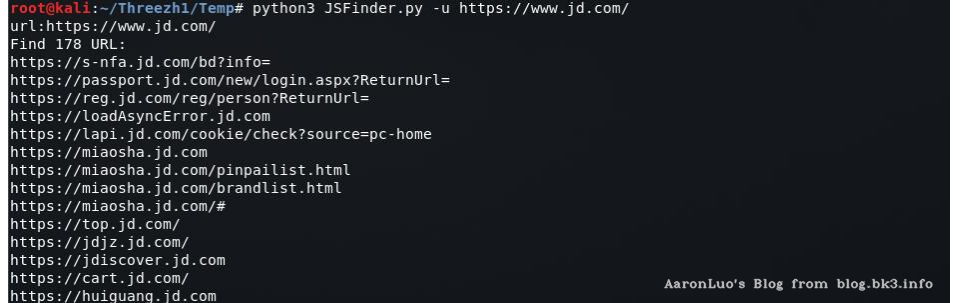 root@kali:~/Threezh1/Temp# python3 JSFinder.py -u https://www.jd.com/
url:https://www.jd.com/
Find 178 URL:
https://s-nfa.jd.com/bd?info=
https://passport.jd.com/new/login.aspx?ReturnUrl=
https://reg.jd.com/reg/person?ReturnUrl=
https://loadAsyncError.jd.com
https://lapi.jd.com/cookie/check?source=pc-home
https://miaosha.jd.com
https://miaosha.jd.com/pinpailist.html
https://miaosha.jd.com/brandlist.html
https://miaosha.jd.com/#
https://top.jd.com/
https://jdjz.jd.com/
https://jdiscover.jd.com
https://cart.jd.com/
https://huiguang.jd.com
AaronLuo's Blog from blog.bk3.info